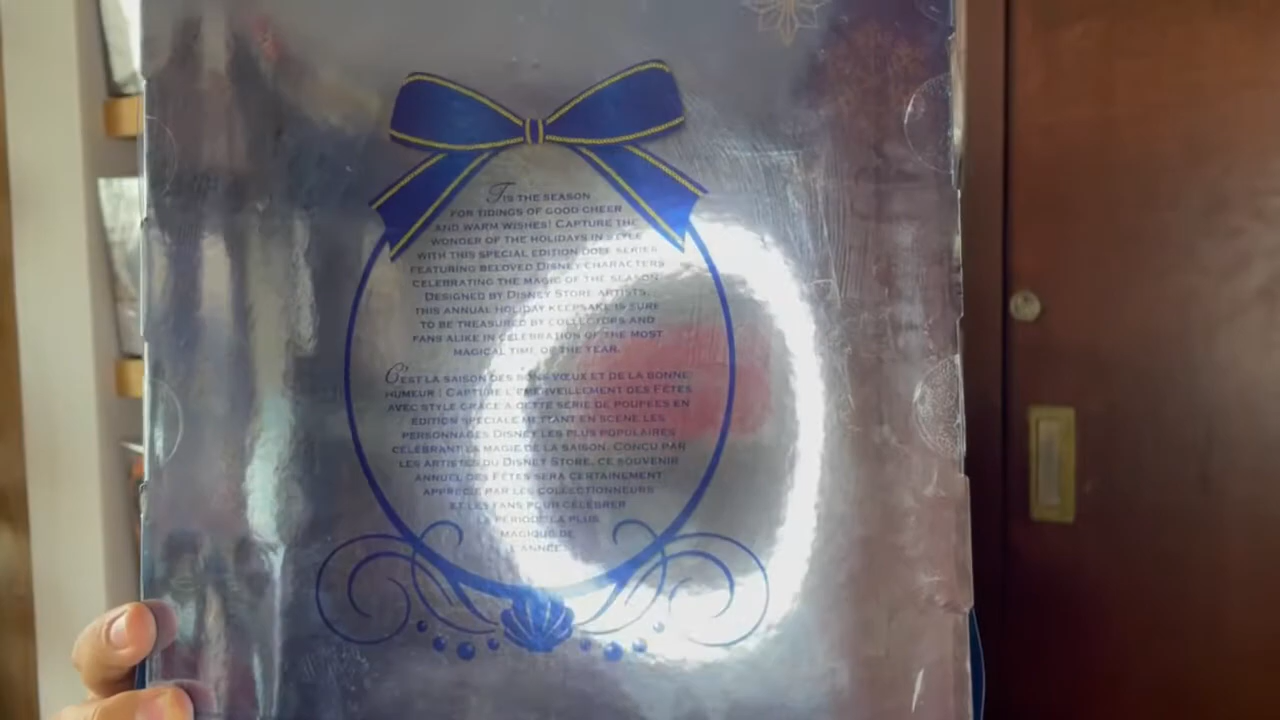 'TIS THE SEASON
FOR TIDINGS OF GOOD CHEER
AND WARM WISHES! CAPTURE THE
WONDER OF THE HOLIDAYS IN STYLE
WITH THIS SPECIAL EDITION DOLL SERIES
FEATURING BELOVED DISNEY CHARACTERS
CELEBRATING THE MAGIC OF THE SEASON.
DESIGNED BY DISNEY STORE ARTISTS,
THIS ANNUAL HOLIDAY KEEPSAKE IS SURE
TO BE TREASURED BY COLLECTORS AND
FANS ALIKE IN CELEBRATION OF THE MOST
MAGICAL TIME OF THE YEAR.
C'EST LA SAISON DES BONS VŒUX ET DE LA BONNE
HUMEUR ! CAPTURE L'ÉMERVEILLEMENT DES FÊTES
AVEC STYLE GRÂCE À CETTE SÉRIE DE POUPÉES EN
ÉDITION SPÉCIALE METTANT EN SCÈNE LES
PERSONNAGES DISNEY LES PLUS POPULAIRES
CÉLÉBRANT LA MAGIE DE LA SAISON. CONÇU PAR
LES ARTISTES DU DISNEY STORE, CE SOUVENIR
ANNUEL DES FÊTES SERA CERTAINEMENT
APPRÉCIÉ PAR LES COLLECTIONNEURS
ET LES FANS POUR CÉLÉBRER
LA PÉRIODE LA PLUS
MAGIQUE DE
L'ANNÉE.